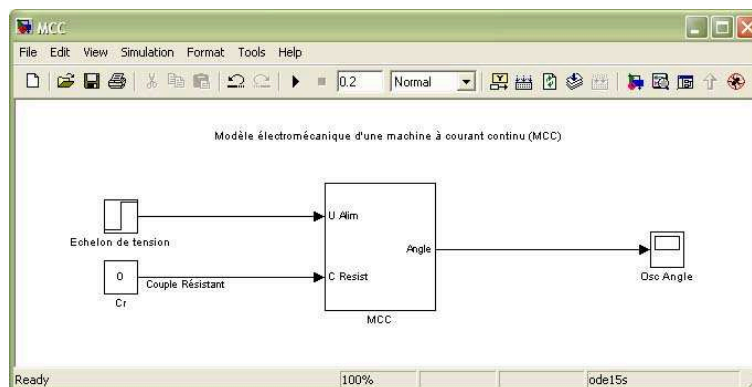 MCC
File Edit View Simulation Format Tools Help
0.2 Normal
Modèle électromécanique d'une machine à courant continu (MCC)
U Alim
Echelon de tension
Angle
0
Couple Résistant
C Resist
Osc Angle
Cr
MCC
Ready 100% ode15s